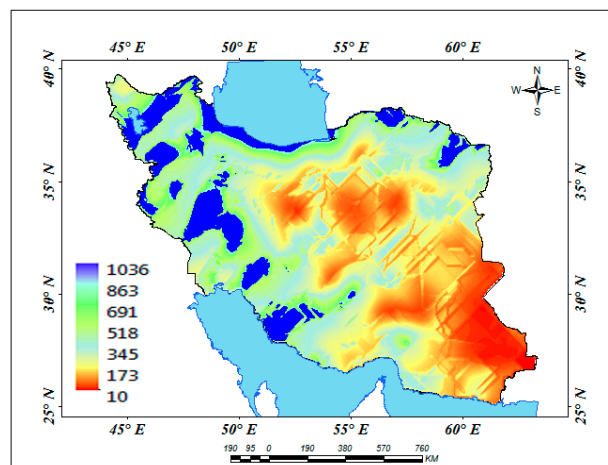 45° E 50° E 55° E 60° E
40° N 40° N
N
W E
S
35° N 35° N
30° N 30° N
25° N 25° N
1036
863
691
518
345
173
10
45° E 50° E 55° E 60° E
190 95 0 190 380 570 760
KM